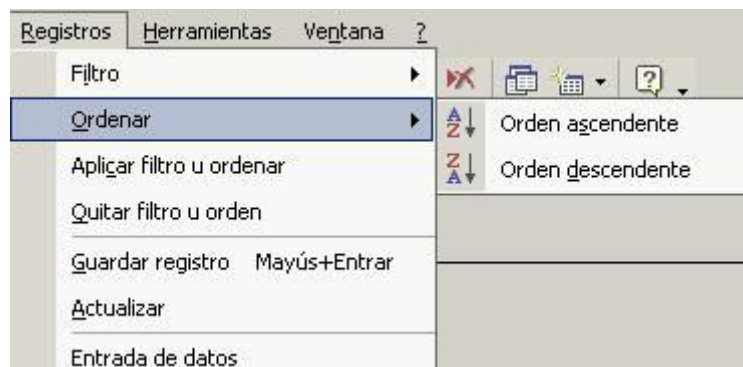 Registros Herramientas Ventana ?
Filtro
Ordenar
Orden ascendente
Aplicar filtro u ordenar
Orden descendente
Quitar filtro u orden
Guardar registro Mayús+Entrar
Actualizar
Entrada de datos